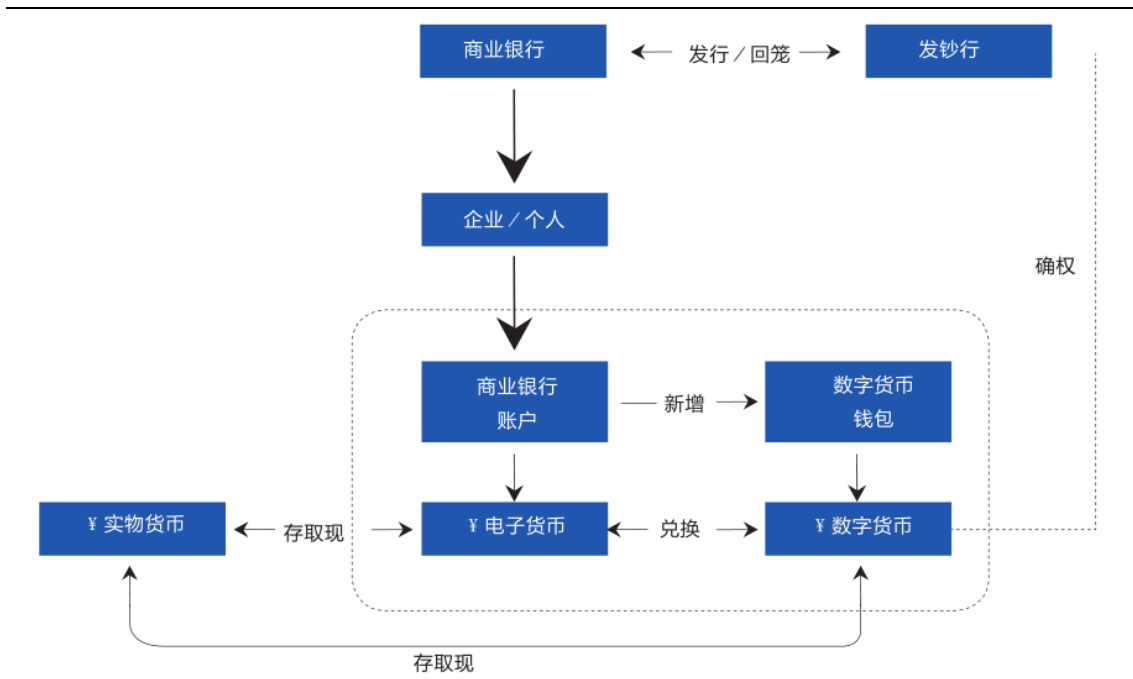 商业银行
发行／回笼
发钞行
企业／个人
确权
商业银行
账户
新增
数字货币
钱包
¥ 实物货币
存取现
¥ 电子货币
兑换
¥ 数字货币
存取现